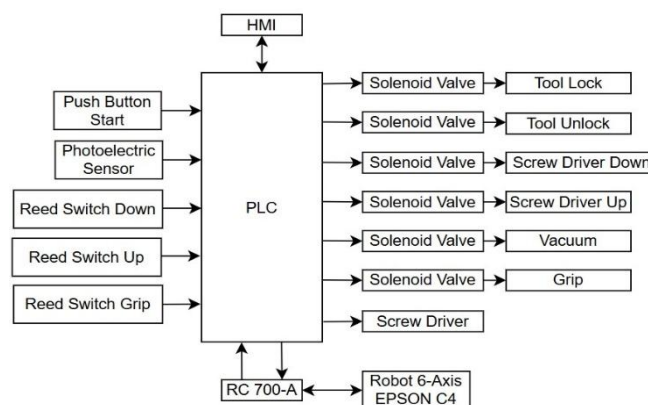 HMI
Push Button
Start
Photoelectric
Sensor
Reed Switch Down
Reed Switch Up
Reed Switch Grip
PLC
Solenoid Valve
Tool Lock
Solenoid Valve
Tool Unlock
Solenoid Valve
Screw Driver Down
Solenoid Valve
Screw Driver Up
Solenoid Valve
Vacuum
Solenoid Valve
Grip
Screw Driver
RC 700-A
Robot 6-Axis
EPSON C4